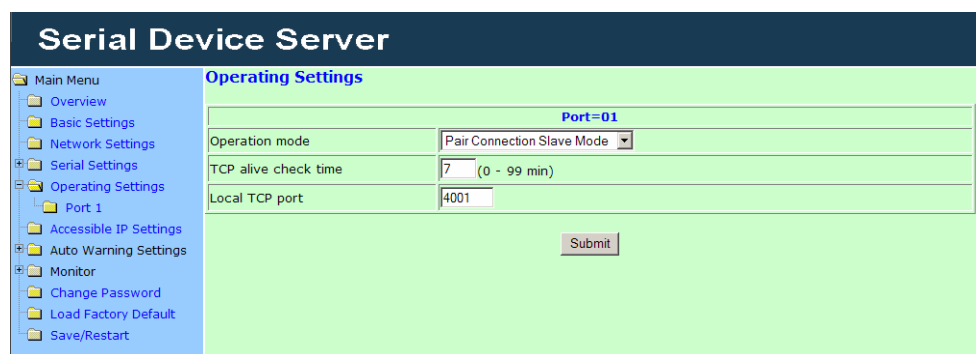 Serial Device Server
Main Menu
Overview
Basic Settings
Network Settings
Serial Settings
Operating Settings
Port 1
Accessible IP Settings
Auto Warning Settings
Monitor
Change Password
Load Factory Default
Save/Restart
Operating Settings
Port=01
Operation mode Pair Connection Slave Mode
TCP alive check time 7 (0 - 99 min)
Local TCP port 4001
Submit